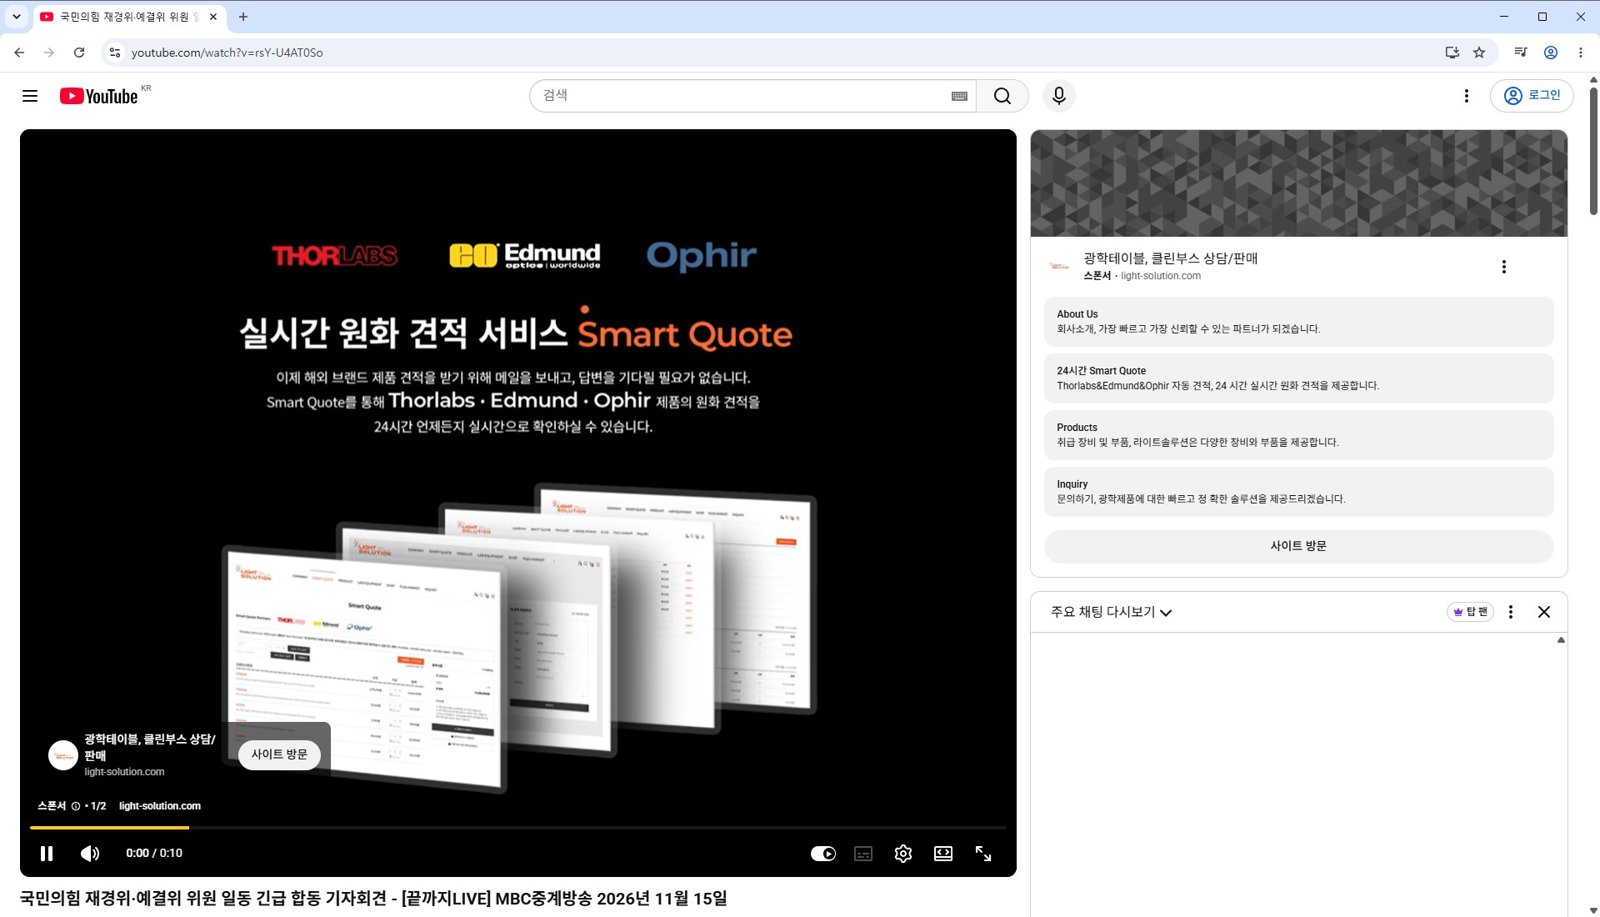 국민의힘 재경위·예결위 위원 일
youtube.com/watch?v=rsY-U4AT0So
YouTube KR
검색
로그인
THORLABS
eo Edmund
optics | worldwide
Ophir
실시간 원화 견적 서비스 Smart Quote
이제 해외 브랜드 제품 견적을 받기 위해 메일을 보내고, 답변을 기다릴 필요가 없습니다.
Smart Quote를 통해 Thorlabs · Edmund · Ophir 제품의 원화 견적을
24시간 언제든지 실시간으로 확인하실 수 있습니다.
LIGHT SOLUTION
Smart Quote
THORLABS
Edmund
Ophir
광학테이블, 클린부스 상담/
판매
light-solution.com
사이트 방문
스폰서 · 1/2 light-solution.com
0:00 / 0:10
국민의힘 재경위·예결위 위원 일동 긴급 합동 기자회견 - [끝까지LIVE] MBC중계방송 2026년 11월 15일
광학테이블, 클린부스 상담/판매
스폰서 · light-solution.com
About Us
회사소개, 가장 빠르고 가장 신뢰할 수 있는 파트너가 되겠습니다.
24시간 Smart Quote
Thorlabs&Edmund&Ophir 자동 견적, 24 시간 실시간 원화 견적을 제공합니다.
Products
취급 장비 및 부품, 라이트솔루션은 다양한 장비와 부품을 제공합니다.
Inquiry
문의하기, 광학제품에 대한 빠르고 정 확한 솔루션을 제공드리겠습니다.
사이트 방문
주요 채팅 다시보기
탑 팬